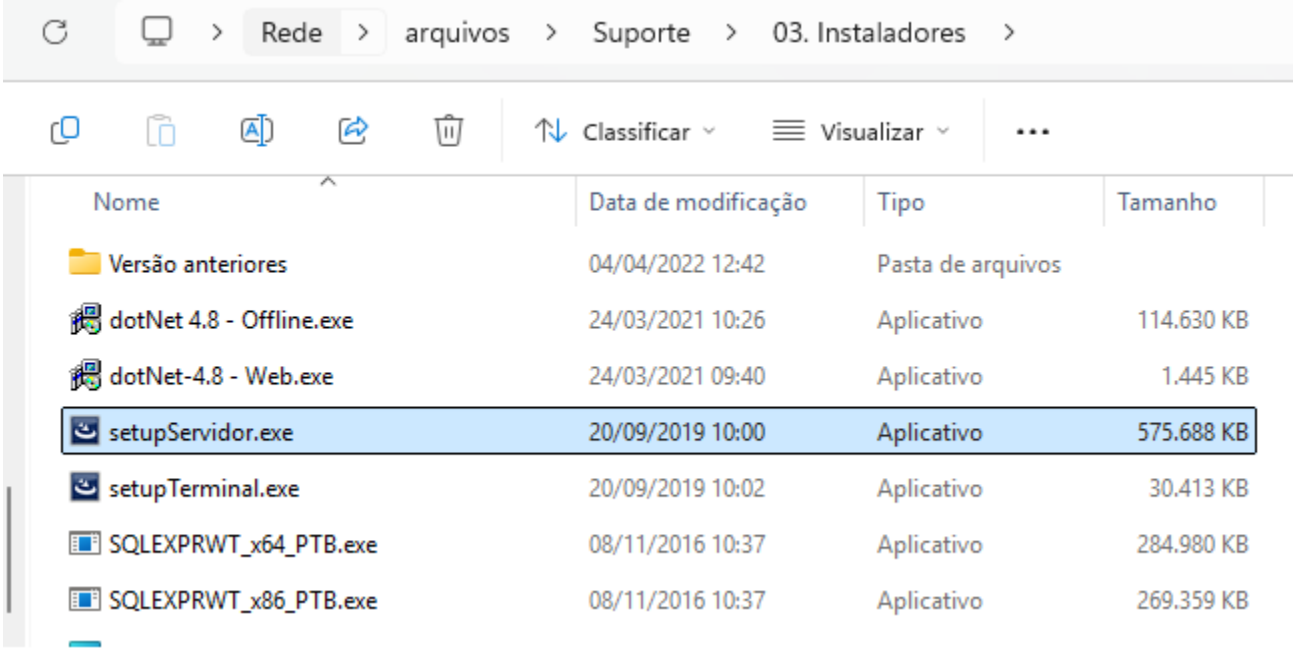 Rede > arquivos > Suporte > 03. Instaladores >
Classificar Visualizar
Nome Data de modificação Tipo Tamanho
Versão anteriores 04/04/2022 12:42 Pasta de arquivos
dotNet 4.8 - Offline.exe 24/03/2021 10:26 Aplicativo 114.630 KB
dotNet-4.8 - Web.exe 24/03/2021 09:40 Aplicativo 1.445 KB
setupServidor.exe 20/09/2019 10:00 Aplicativo 575.688 KB
setupTerminal.exe 20/09/2019 10:02 Aplicativo 30.413 KB
SQLEXPRWT_x64_PTB.exe 08/11/2016 10:37 Aplicativo 284.980 KB
SQLEXPRWT_x86_PTB.exe 08/11/2016 10:37 Aplicativo 269.359 KB